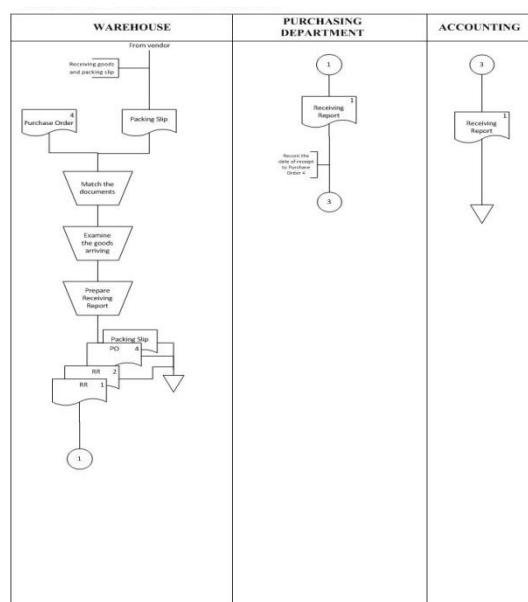 WAREHOUSE
From vendor
Receiving goods
and packing slip
4
Purchase Order
Packing Slip
Match the
documents
Examine
the goods
arriving
Prepare
Receiving
Report
Packing Slip
PO 4
RR 2
RR 1
1
PURCHASING
DEPARTMENT
1
1
Receiving
Report
Record the
date of receipt
to Purchase
Order 4
3
ACCOUNTING
3
1
Receiving
Report